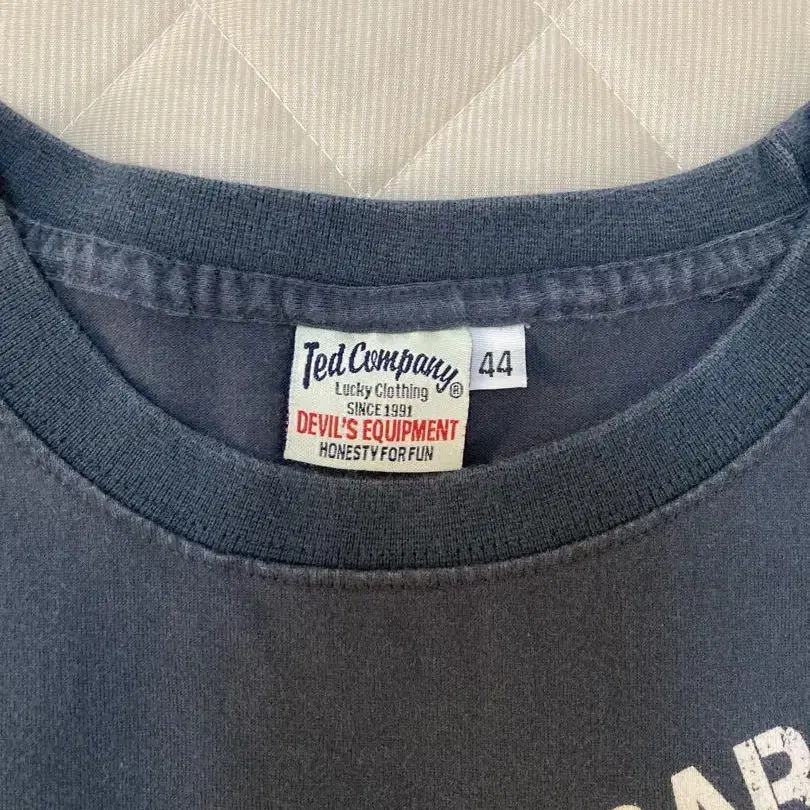 Ted Company®
44
Lucky Clothing
SINCE 1991
DEVIL'S EQUIPMENT
HONESTY FOR FUN